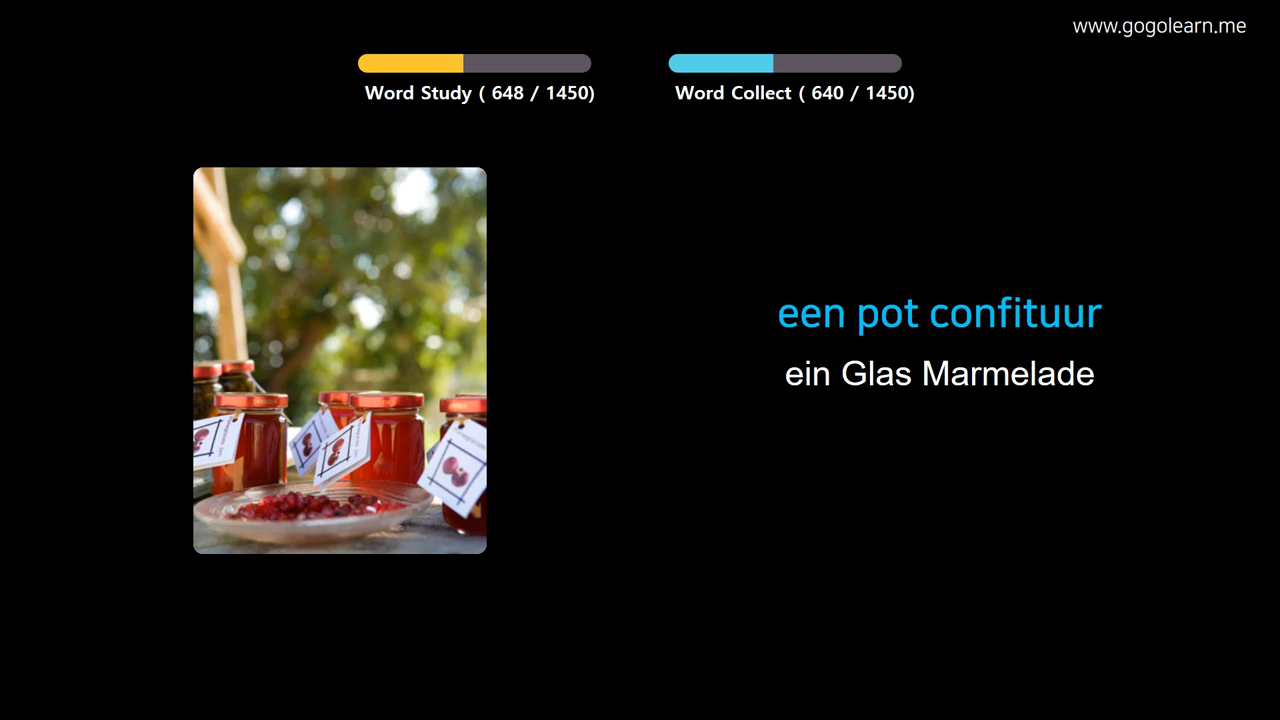 www.gogolearn.me
Word Study ( 648 / 1450)
Word Collect ( 640 / 1450)
een pot confituur
ein Glas Marmelade